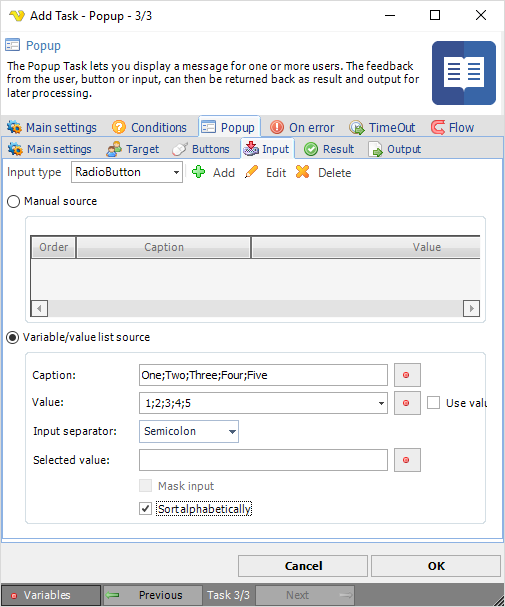 Add Task - Popup - 3/3
Popup
The Popup Task lets you display a message for one or more users. The feedback
from the user, button or input, can then be returned back as result and output for
later processing.
Main settings Conditions Popup On error TimeOut Flow
Main settings Target Buttons Input Result Output
Input type RadioButton Add Edit Delete
Manual source
Order Caption Value
Variable/value list source
Caption: One;Two;Three;Four;Five
Value: 1;2;3;4;5 Use valu
Input separator: Semicolon
Selected value:
Mask input
Sort alphabetically
Cancel OK
Variables Previous Task 3/3 Next